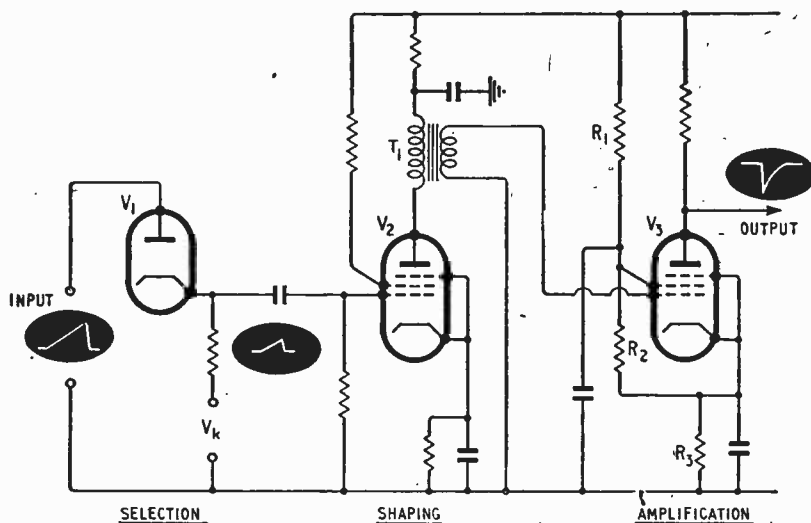 R₁
T₁
V₁
V₂
V₃
OUTPUT
INPUT
R₂
Vₖ
R₃
SELECTION
SHAPING
AMPLIFICATION